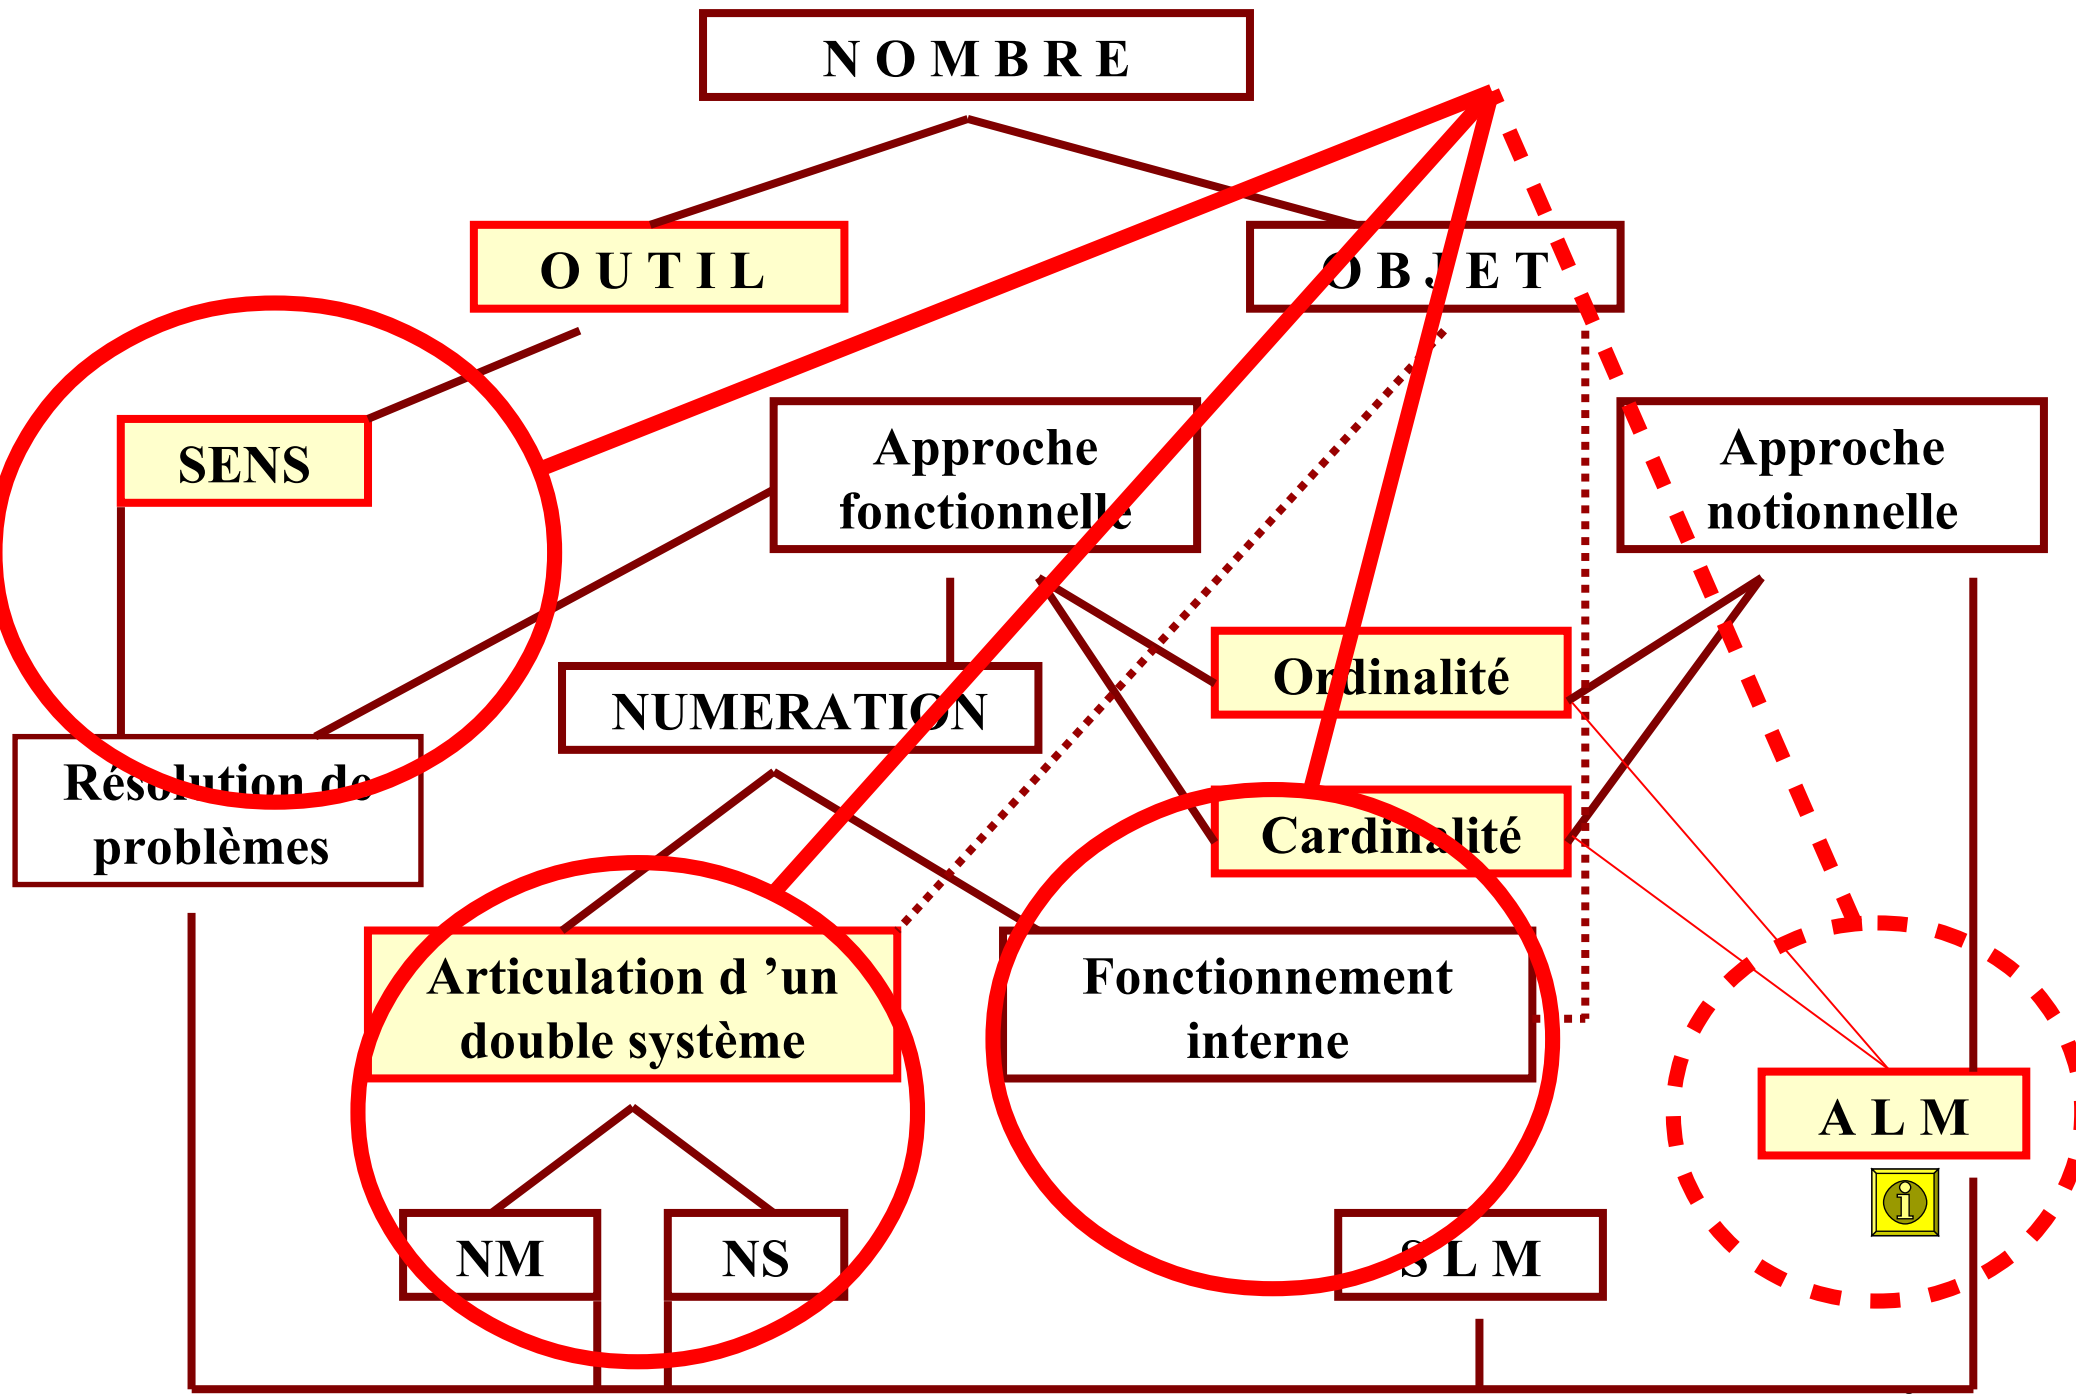 N O M B R E
O U T I L
O B J E T
SENS
Approche
fonctionnelle
Approche
notionnelle
Ordinalité
NUMERATION
Résolution de
problèmes
Cardinalité
Articulation d ’un
double système
Fonctionnement
interne
A L M
NM
NS
S L M